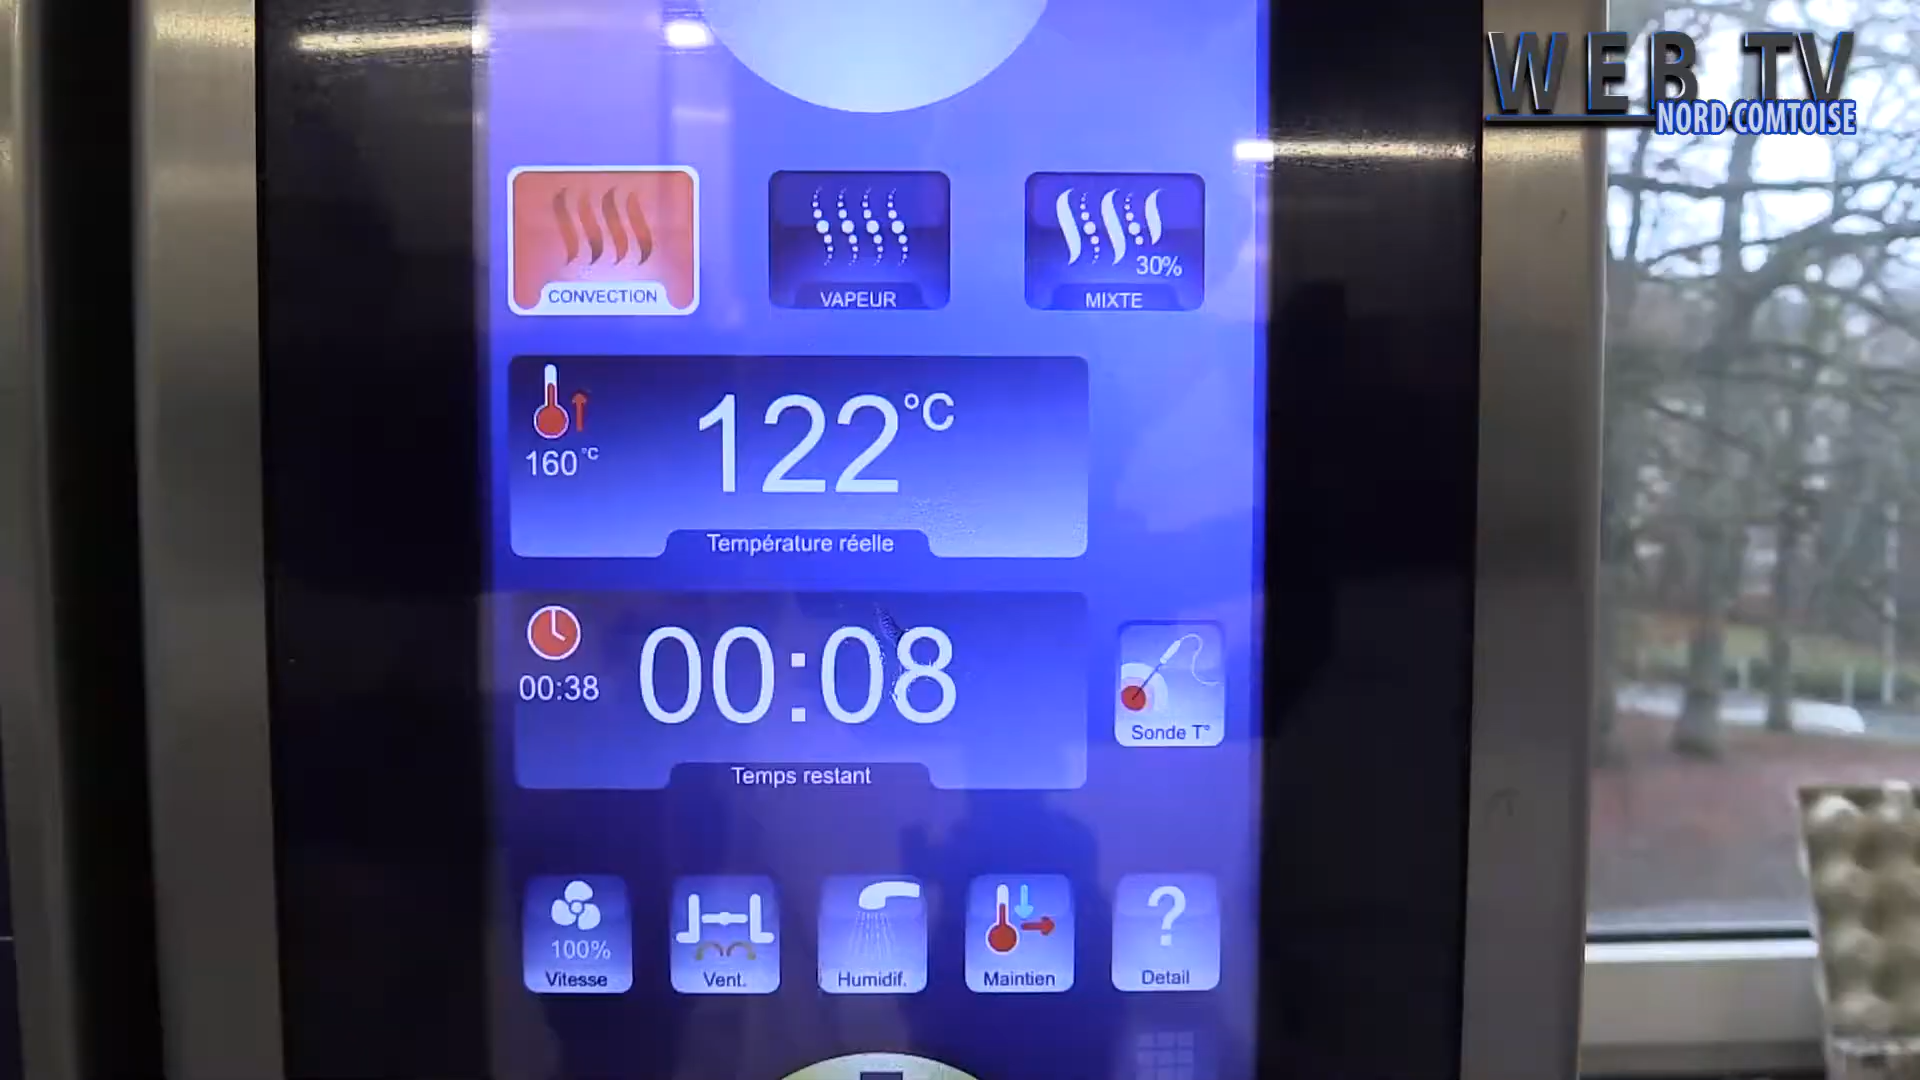 WEB TV
NORD COMTOISE
CONVECTION
VAPEUR
30%
MIXTE
160°C
122°C
Température réelle
00:38
00:08
Temps restant
Sonde T°
100%
Vitesse
Vent.
Humidif.
Maintien
?
Detail